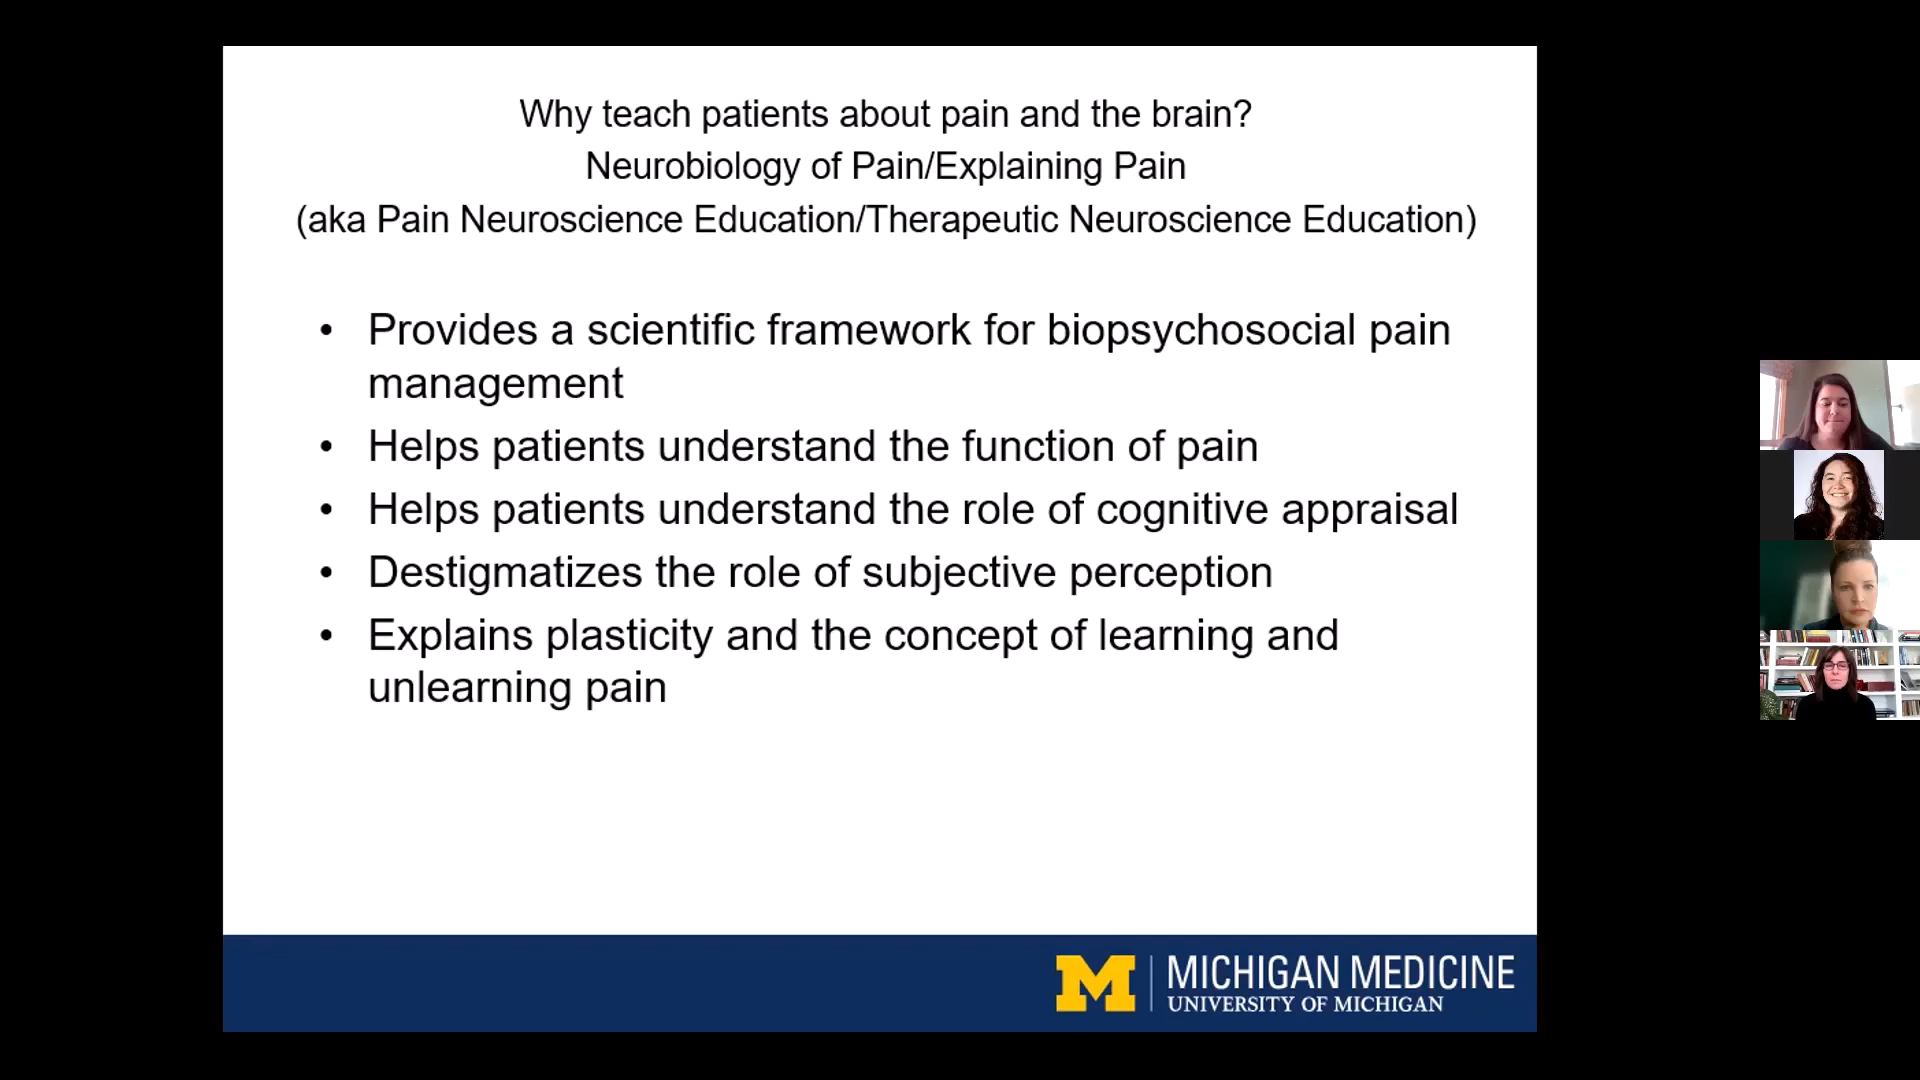 Why teach patients about pain and the brain?
Neurobiology of Pain/Explaining Pain
(aka Pain Neuroscience Education/Therapeutic Neuroscience Education)
• Provides a scientific framework for biopsychosocial pain
management
• Helps patients understand the function of pain
• Helps patients understand the role of cognitive appraisal
• Destigmatizes the role of subjective perception
• Explains plasticity and the concept of learning and
unlearning pain
M MICHIGAN MEDICINE
UNIVERSITY OF MICHIGAN